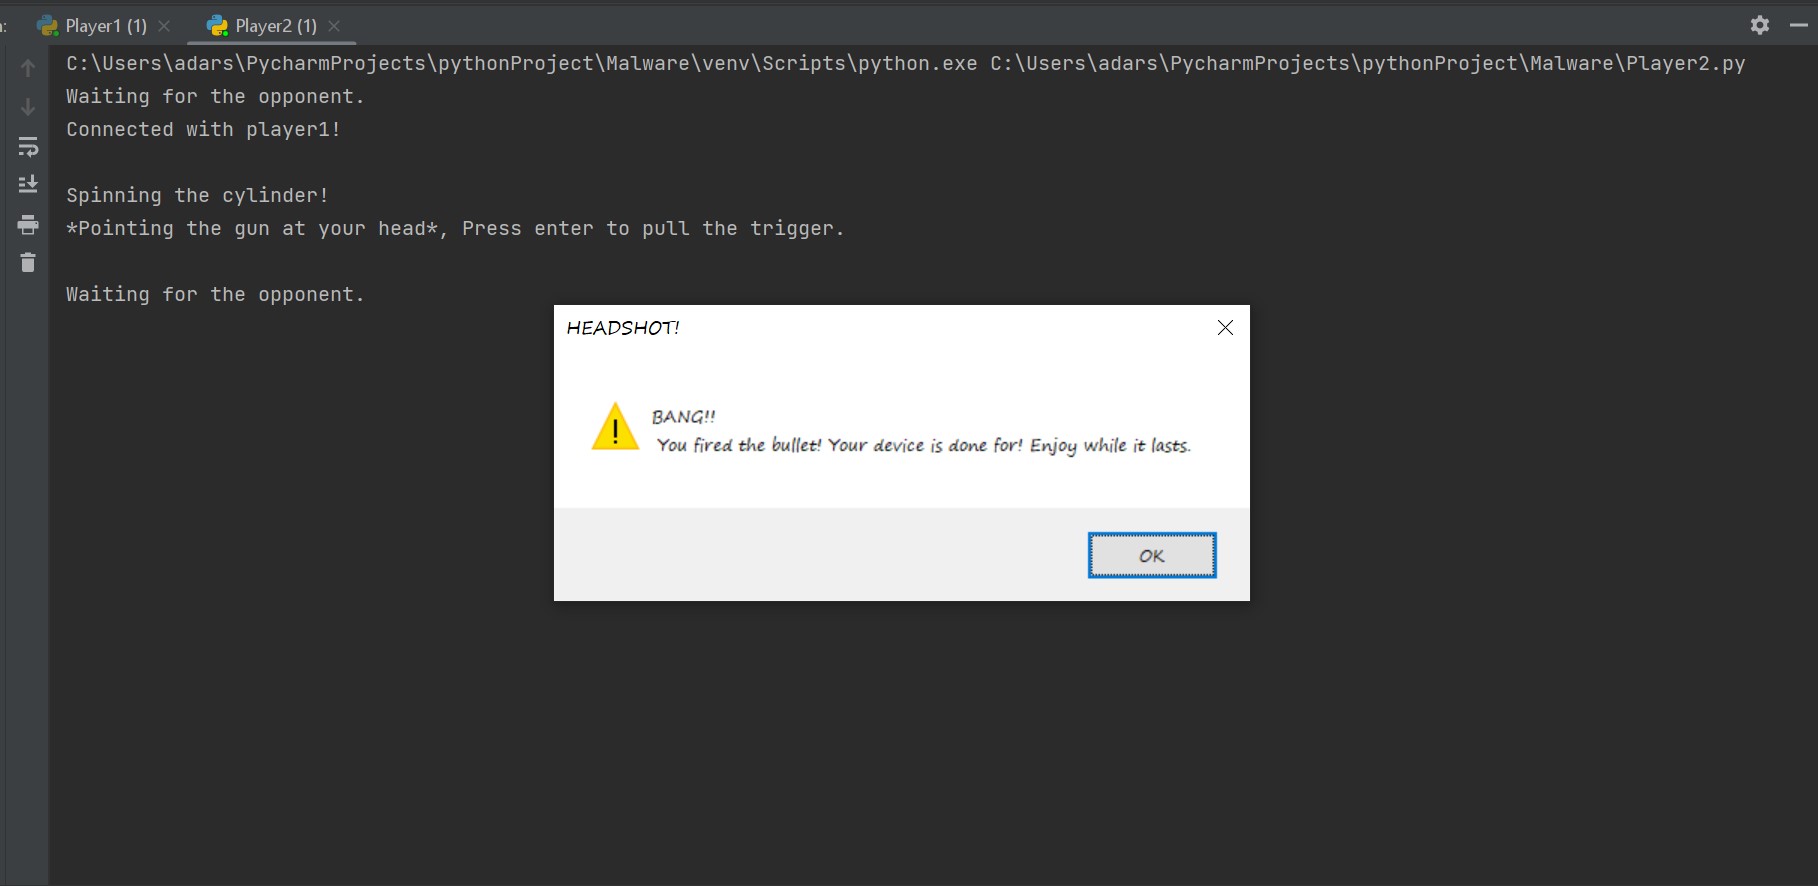 :
Player1 (1)
Player2 (1)
C:\Users\adars\PycharmProjects\pythonProject\Malware\venv\Scripts\python.exe C:\Users\adars\PycharmProjects\pythonProject\Malware\Player2.py
Waiting for the opponent.
Connected with player1!
Spinning the cylinder!
*Pointing the gun at your head*, Press enter to pull the trigger.
Waiting for the opponent.
HEADSHOT!
BANG!!
You fired the bullet! Your device is done for! Enjoy while it lasts.
OK